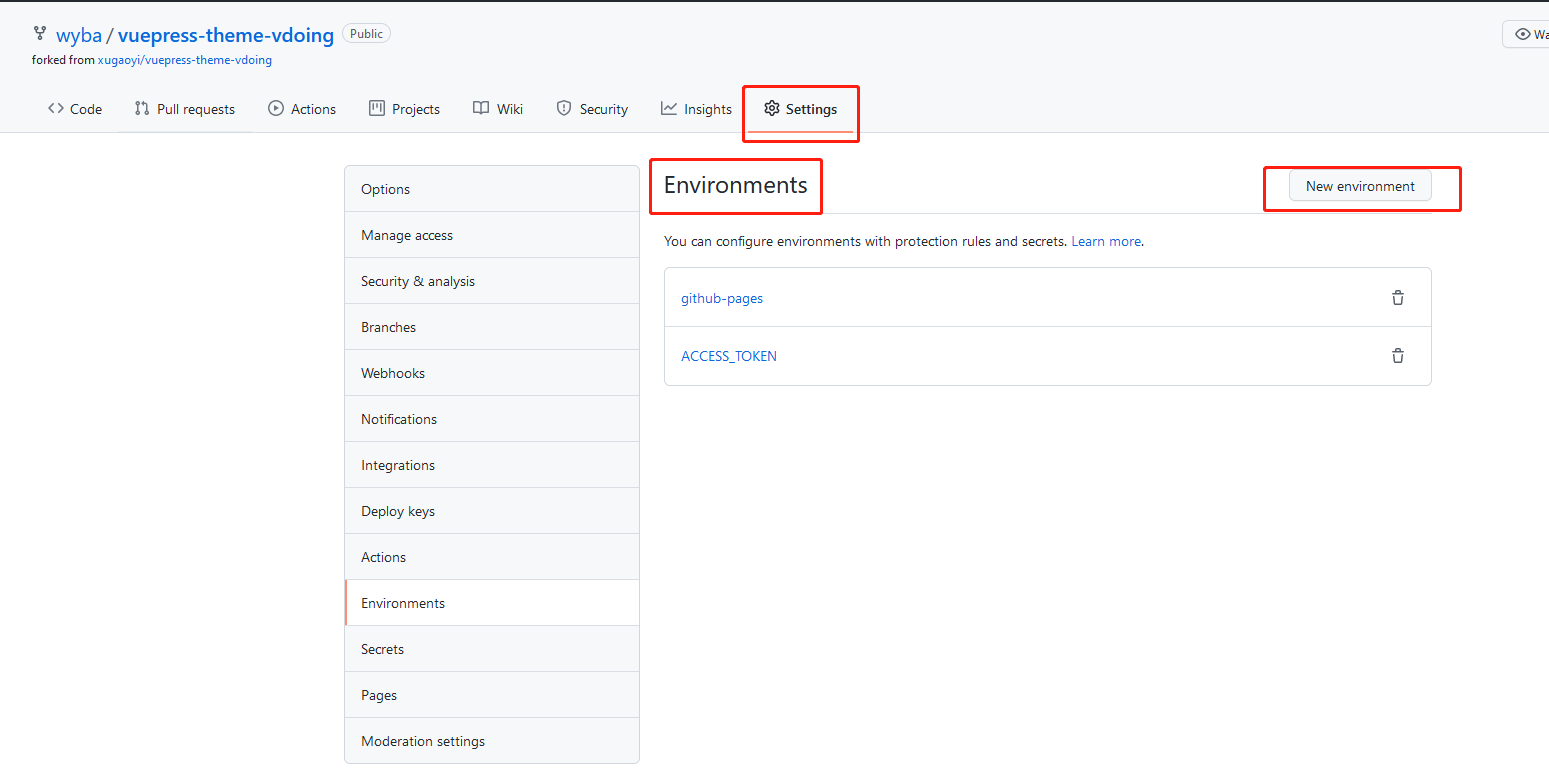 wyba / vuepress-theme-vdoing Public
Wa
forked from xugaoyi/vuepress-theme-vdoing
Code Pull requests Actions Projects Wiki Security Insights Settings
Options
Manage access
Security & analysis
Branches
Webhooks
Notifications
Integrations
Deploy keys
Actions
Environments
Secrets
Pages
Moderation settings
Environments
New environment
You can configure environments with protection rules and secrets. Learn more.
github-pages
ACCESS_TOKEN